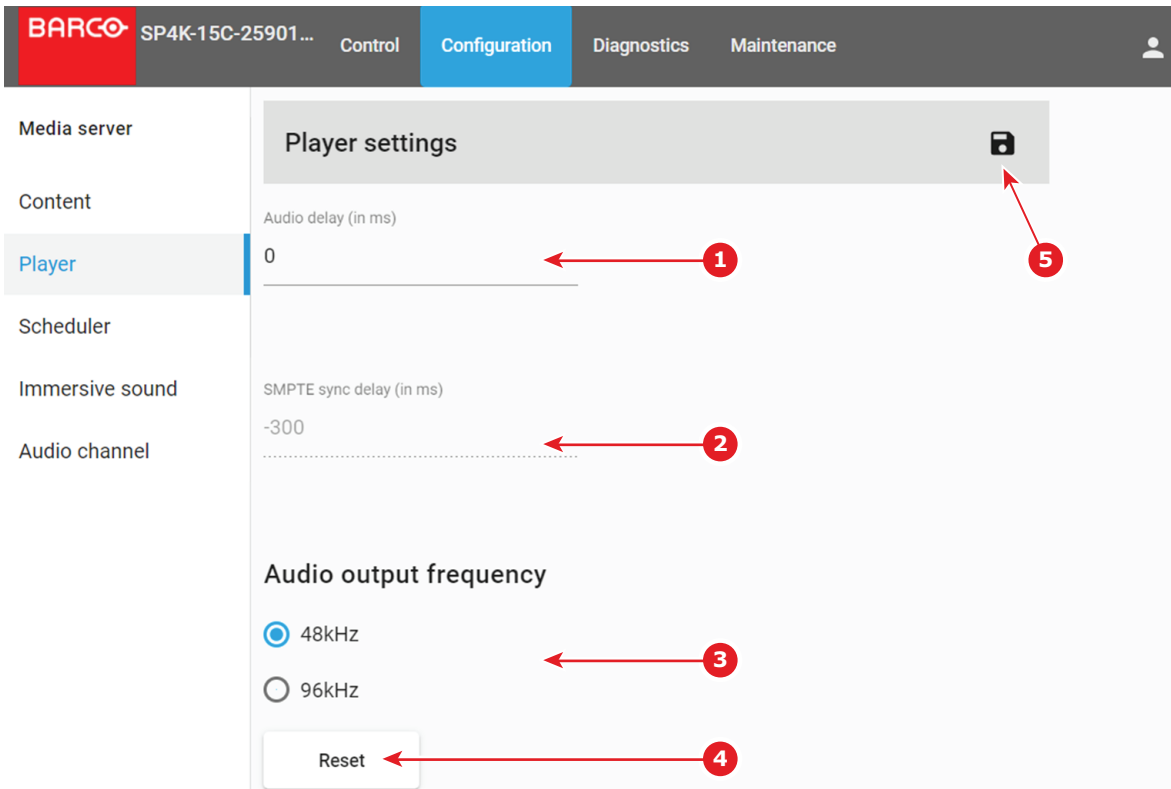 BARCO SP4K-15C-25901... Control Configuration Diagnostics Maintenance
Media server
Content
Player
Scheduler
Immersive sound
Audio channel
Player settings
5
Audio delay (in ms)
0
1
SMPTE sync delay (in ms)
-300
2
Audio output frequency
48kHz
96kHz
3
Reset
4